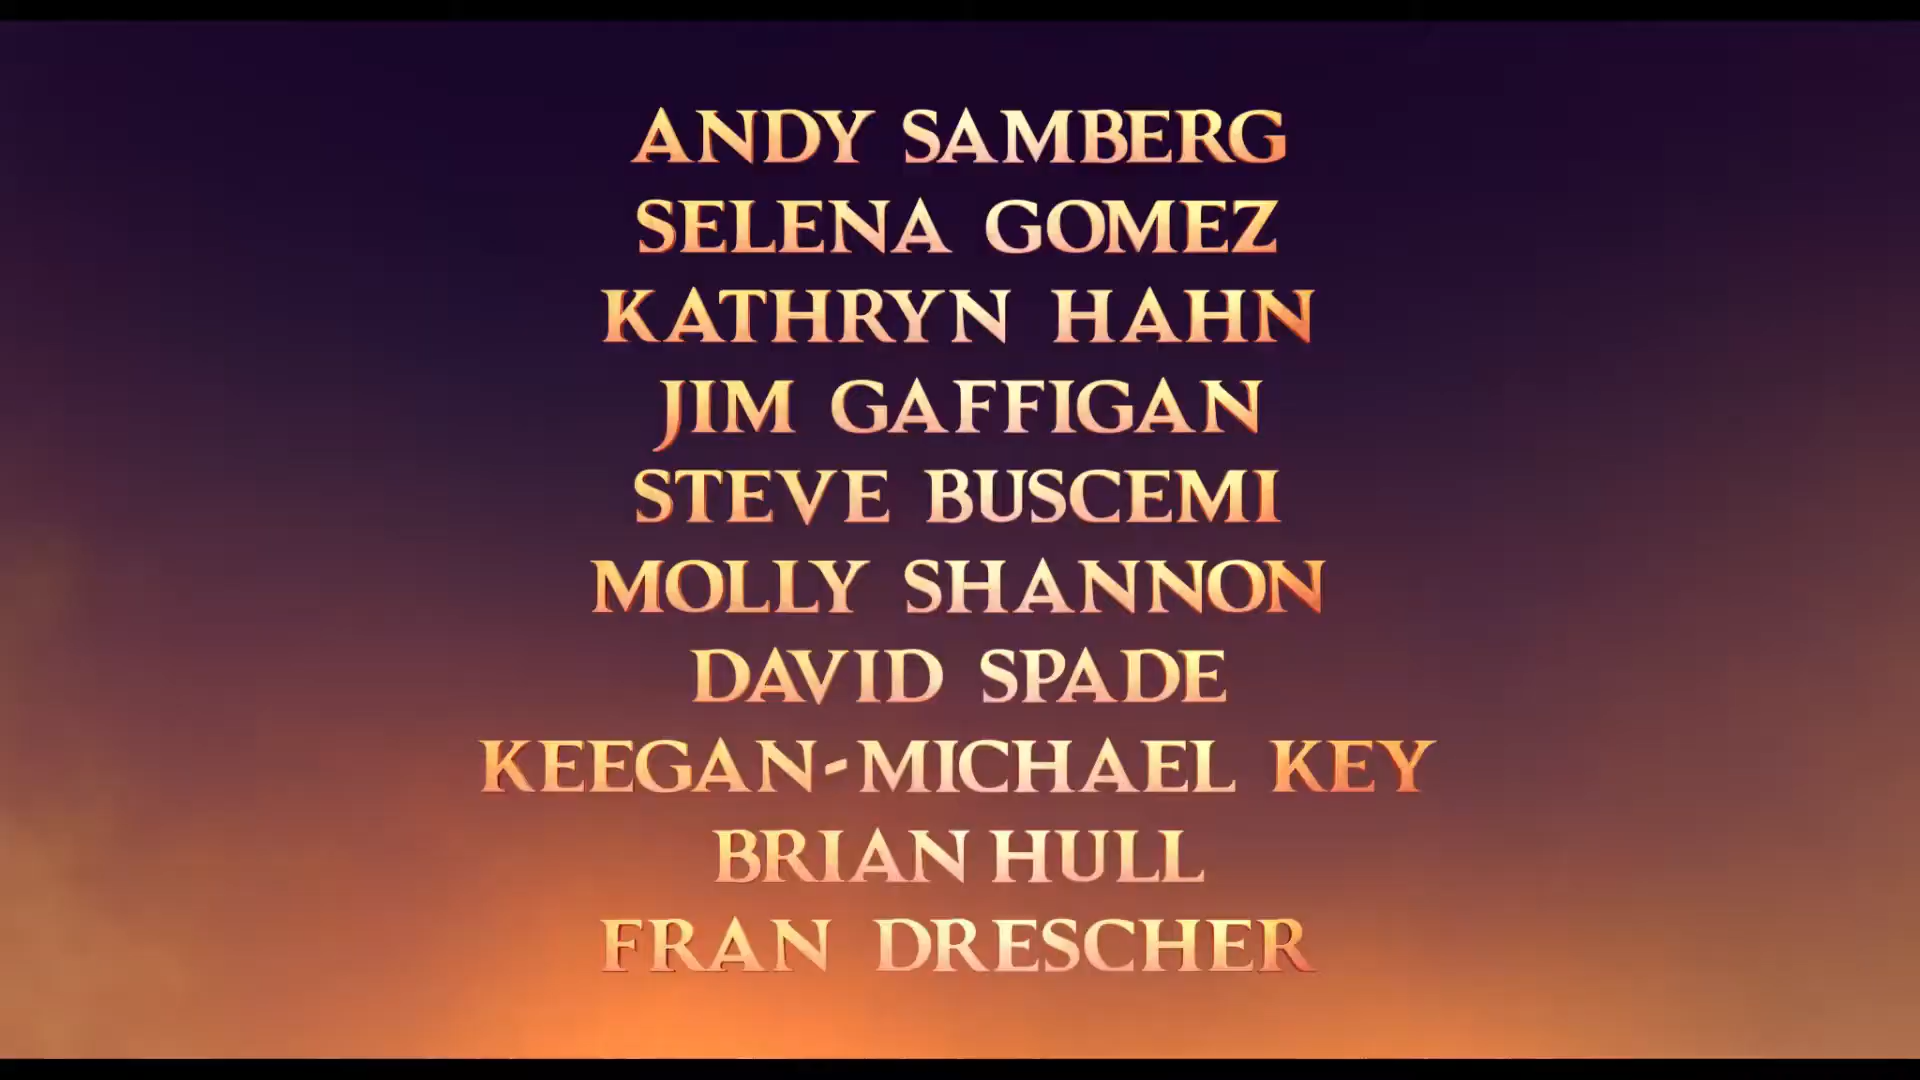 ANDY SAMBERG
SELENA GOMEZ
KATHRYN HAHN
JIM GAFFIGAN
STEVE BUSCEMI
MOLLY SHANNON
DAVID SPADE
KEEGAN-MICHAEL KEY
BRIAN HULL
FRAN DRESCHER